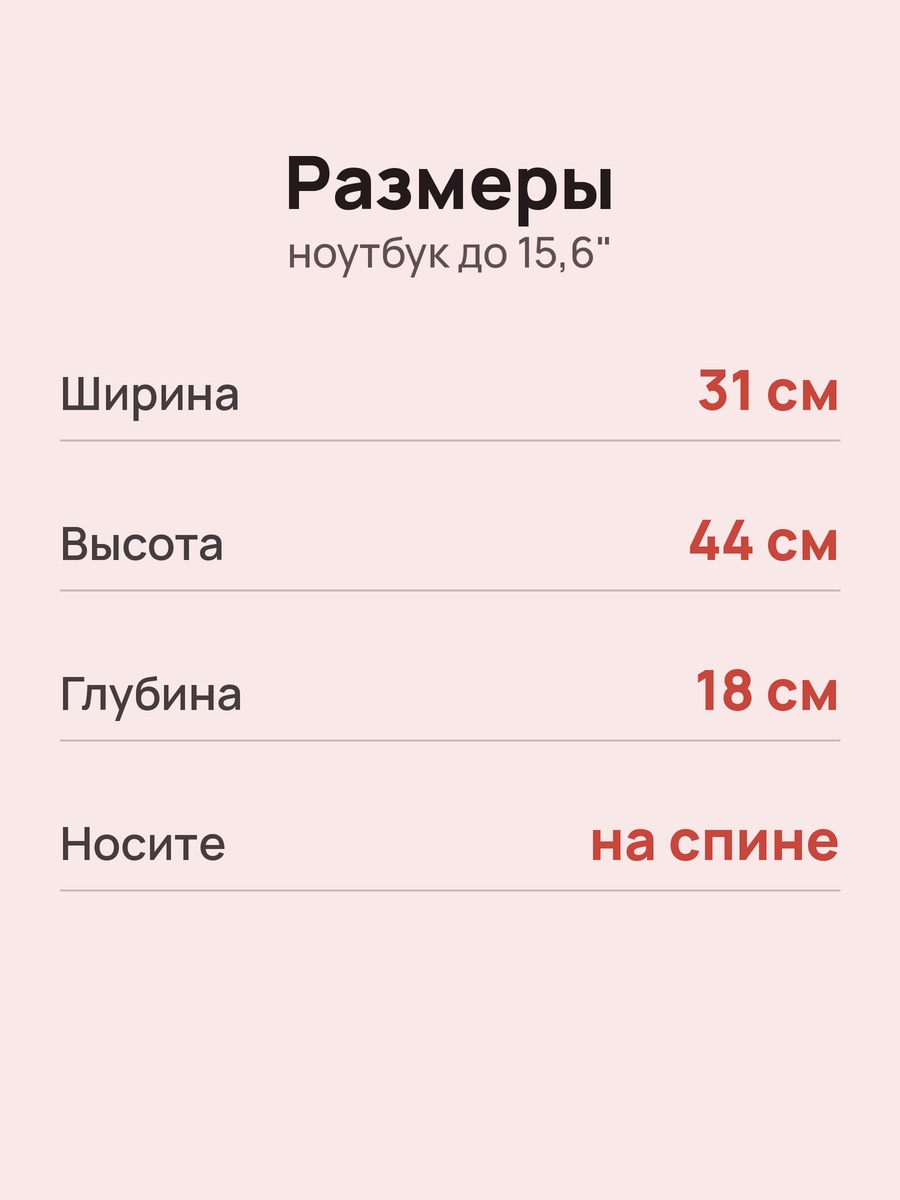 Размеры
ноутбук до 15,6"
Ширина 31 см
Высота 44 см
Глубина 18 см
Носите на спине